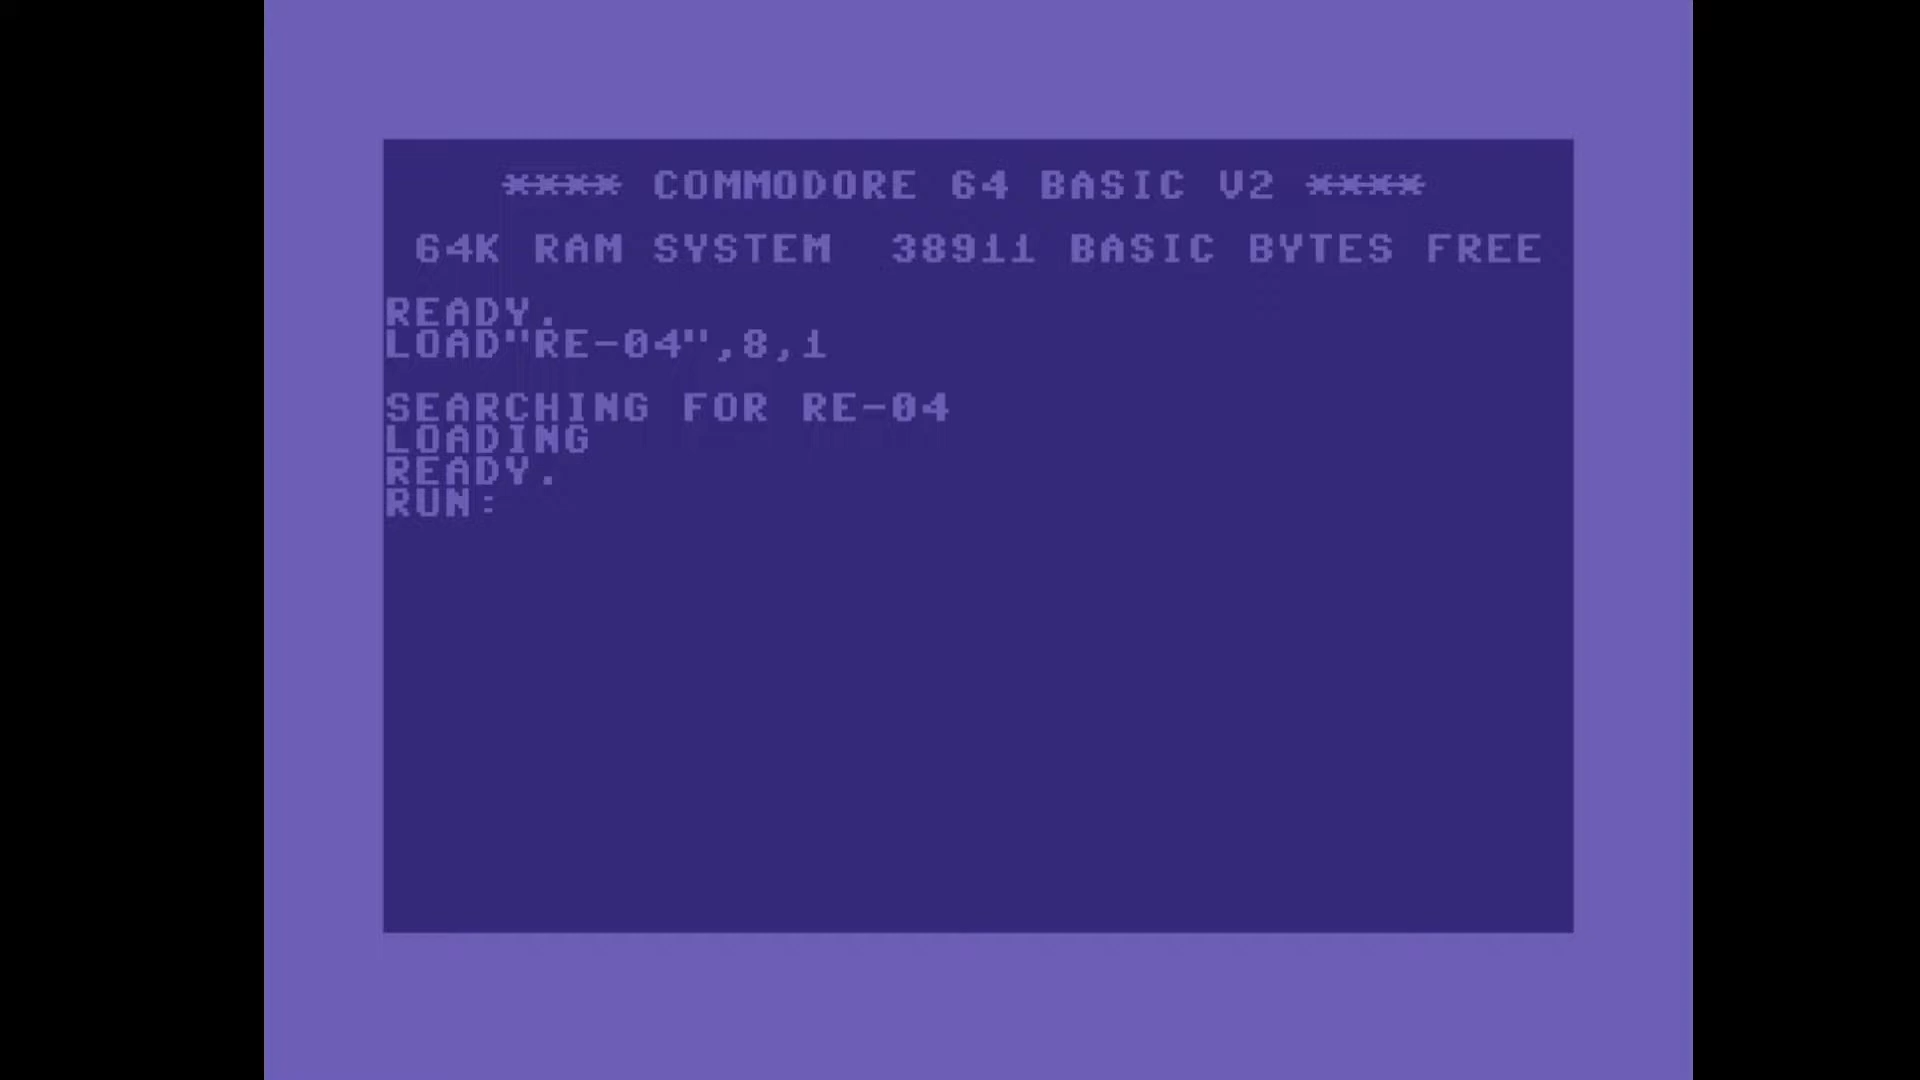 **** COMMODORE 64 BASIC V2 ****
64K RAM SYSTEM  38911 BASIC BYTES FREE
READY.
LOAD"RE-04",8,1
SEARCHING FOR RE-04
LOADING
READY.
RUN: